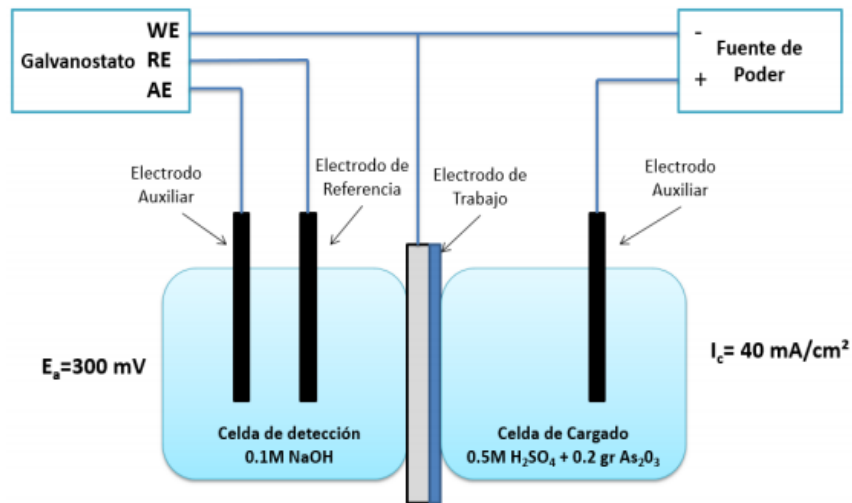 Galvanostato
WE
RE
AE
-
+
Fuente de
Poder
Electrodo
Auxiliar
Electrodo de
Referencia
Electrodo de
Trabajo
Electrodo
Auxiliar
Eₐ=300 mV
I꜀= 40 mA/cm²
Celda de detección
0.1M NaOH
Celda de Cargado
0.5M H₂SO₄ + 0.2 gr As₂0₃